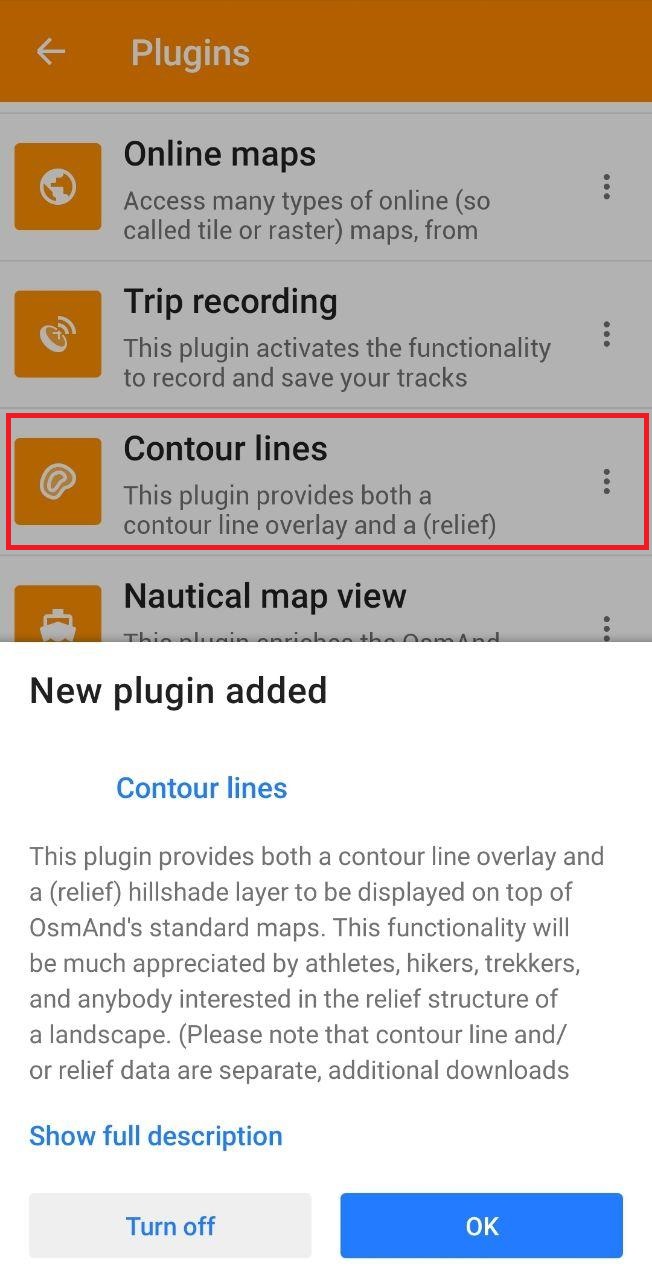 Plugins
Online maps
Access many types of online (so
called tile or raster) maps, from
Trip recording
This plugin activates the functionality
to record and save your tracks
Contour lines
This plugin provides both a
contour line overlay and a (relief)
Nautical map view
This plugin enriches the OsmAnd
New plugin added
Contour lines
This plugin provides both a contour line overlay and
a (relief) hillshade layer to be displayed on top of
OsmAnd's standard maps. This functionality will
be much appreciated by athletes, hikers, trekkers,
and anybody interested in the relief structure of
a landscape. (Please note that contour line and/
or relief data are separate, additional downloads
Show full description
Turn off
OK